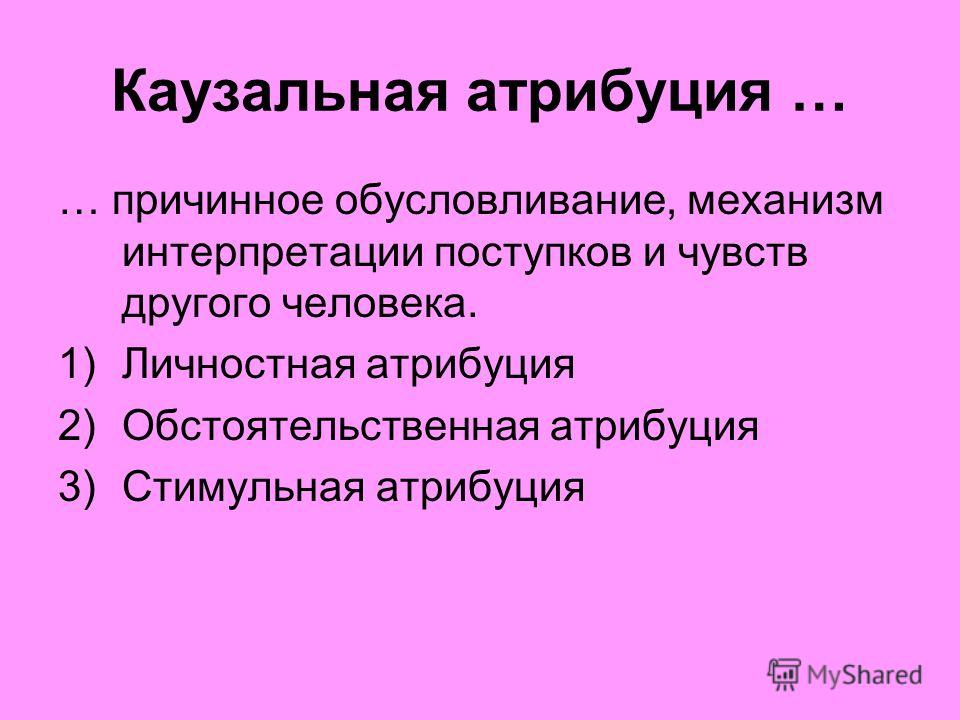 Каузальная атрибуция …
… причинное обусловливание, механизм
интерпретации поступков и чувств
другого человека.
1) Личностная атрибуция
2) Обстоятельственная атрибуция
3) Стимульная атрибуция
MyShared